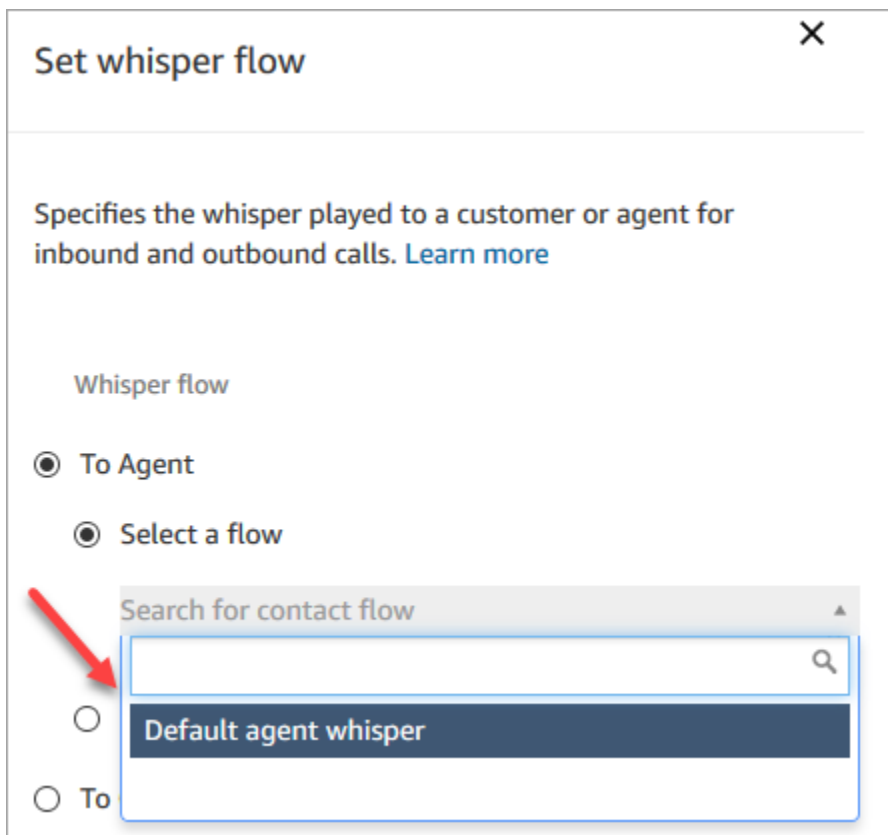 Set whisper flow
Specifies the whisper played to a customer or agent for
inbound and outbound calls. Learn more
Whisper flow
To Agent
Select a flow
Search for contact flow
Default agent whisper
To